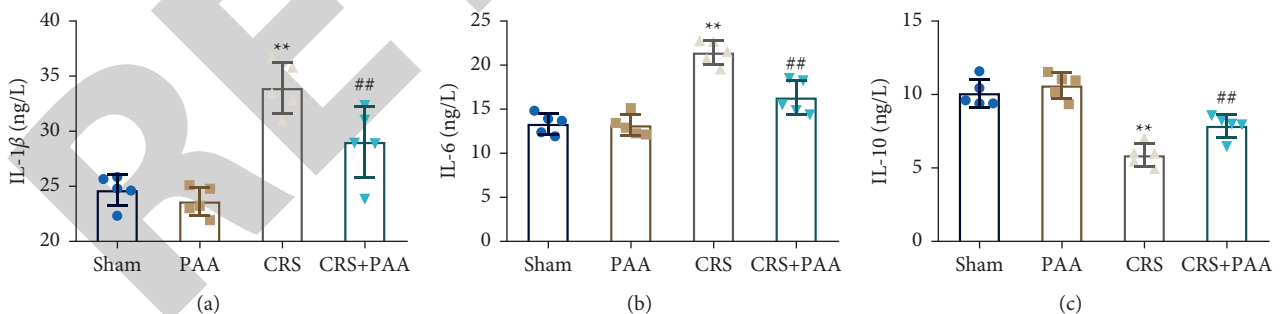 40
35
30
25
20
IL-1β (ng/L)
**
##
Sham
PAA
CRS
CRS+PAA
(a)
25
20
15
10
5
0
IL-6 (ng/L)
**
##
Sham
PAA
CRS
CRS+PAA
(b)
15
10
5
0
IL-10 (ng/L)
**
##
Sham
PAA
CRS
CRS+PAA
(c)
RE